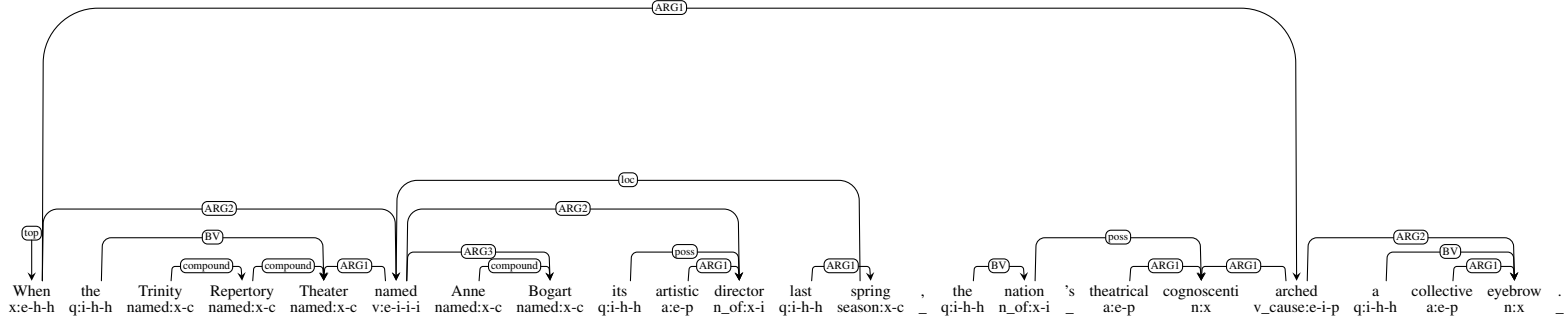 ARG1
loc
ARG2 ARG2
top BV poss ARG2
ARG3 poss BV
compound compound ARG1 compound ARG1 ARG1 BV ARG1 ARG1 ARG1
When the Trinity Repertory Theater named Anne Bogart its artistic director last spring , the nation 's theatrical cognoscenti arched a collective eyebrow .
x:e-h-h q:i-h-h named:x-c named:x-c named:x-c v:e-i-i-i named:x-c named:x-c q:i-h-h a:e-p n_of:x-i q:i-h-h season:x-c _ q:i-h-h n_of:x-i _ a:e-p n:x v_cause:e-i-p q:i-h-h a:e-p n:x _